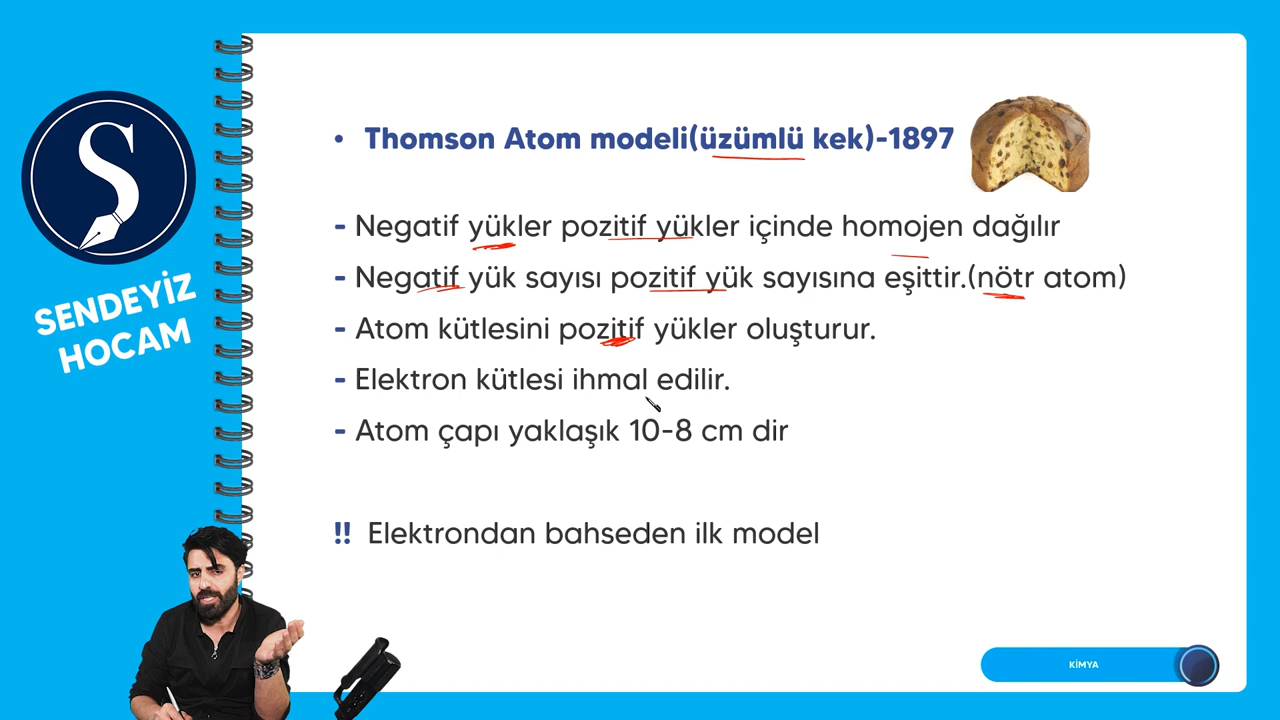 SENDEYİZ
HOCAM
• Thomson Atom modeli(üzümlü kek)-1897
- Negatif yükler pozitif yükler içinde homojen dağılır
- Negatif yük sayısı pozitif yük sayısına eşittir.(nötr atom)
- Atom kütlesini pozitif yükler oluşturur.
- Elektron kütlesi ihmal edilir.
- Atom çapı yaklaşık 10-8 cm dir
!! Elektrondan bahseden ilk model
KİMYA